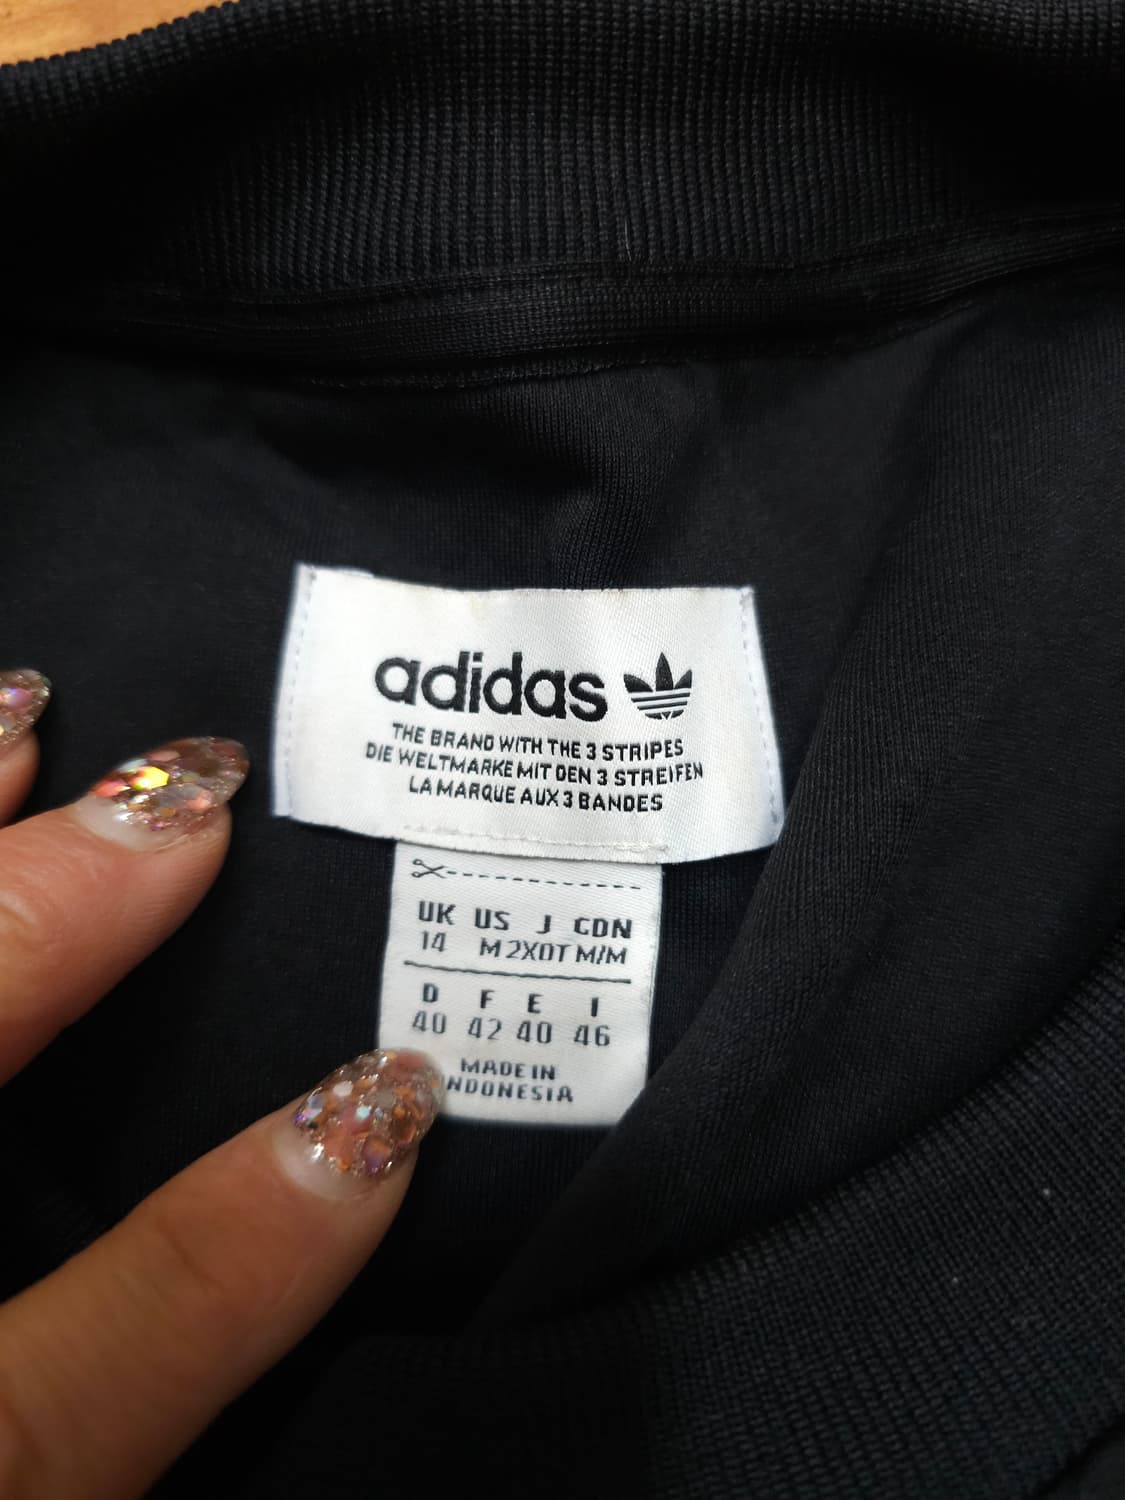 adidas
THE BRAND WITH THE 3 STRIPES
DIE WELTMARKE MIT DEN 3 STREIFEN
LA MARQUE AUX 3 BANDES
UK US J CDN
14 M 2XOT M/M
D F E I
40 42 40 46
MADE IN
INDONESIA